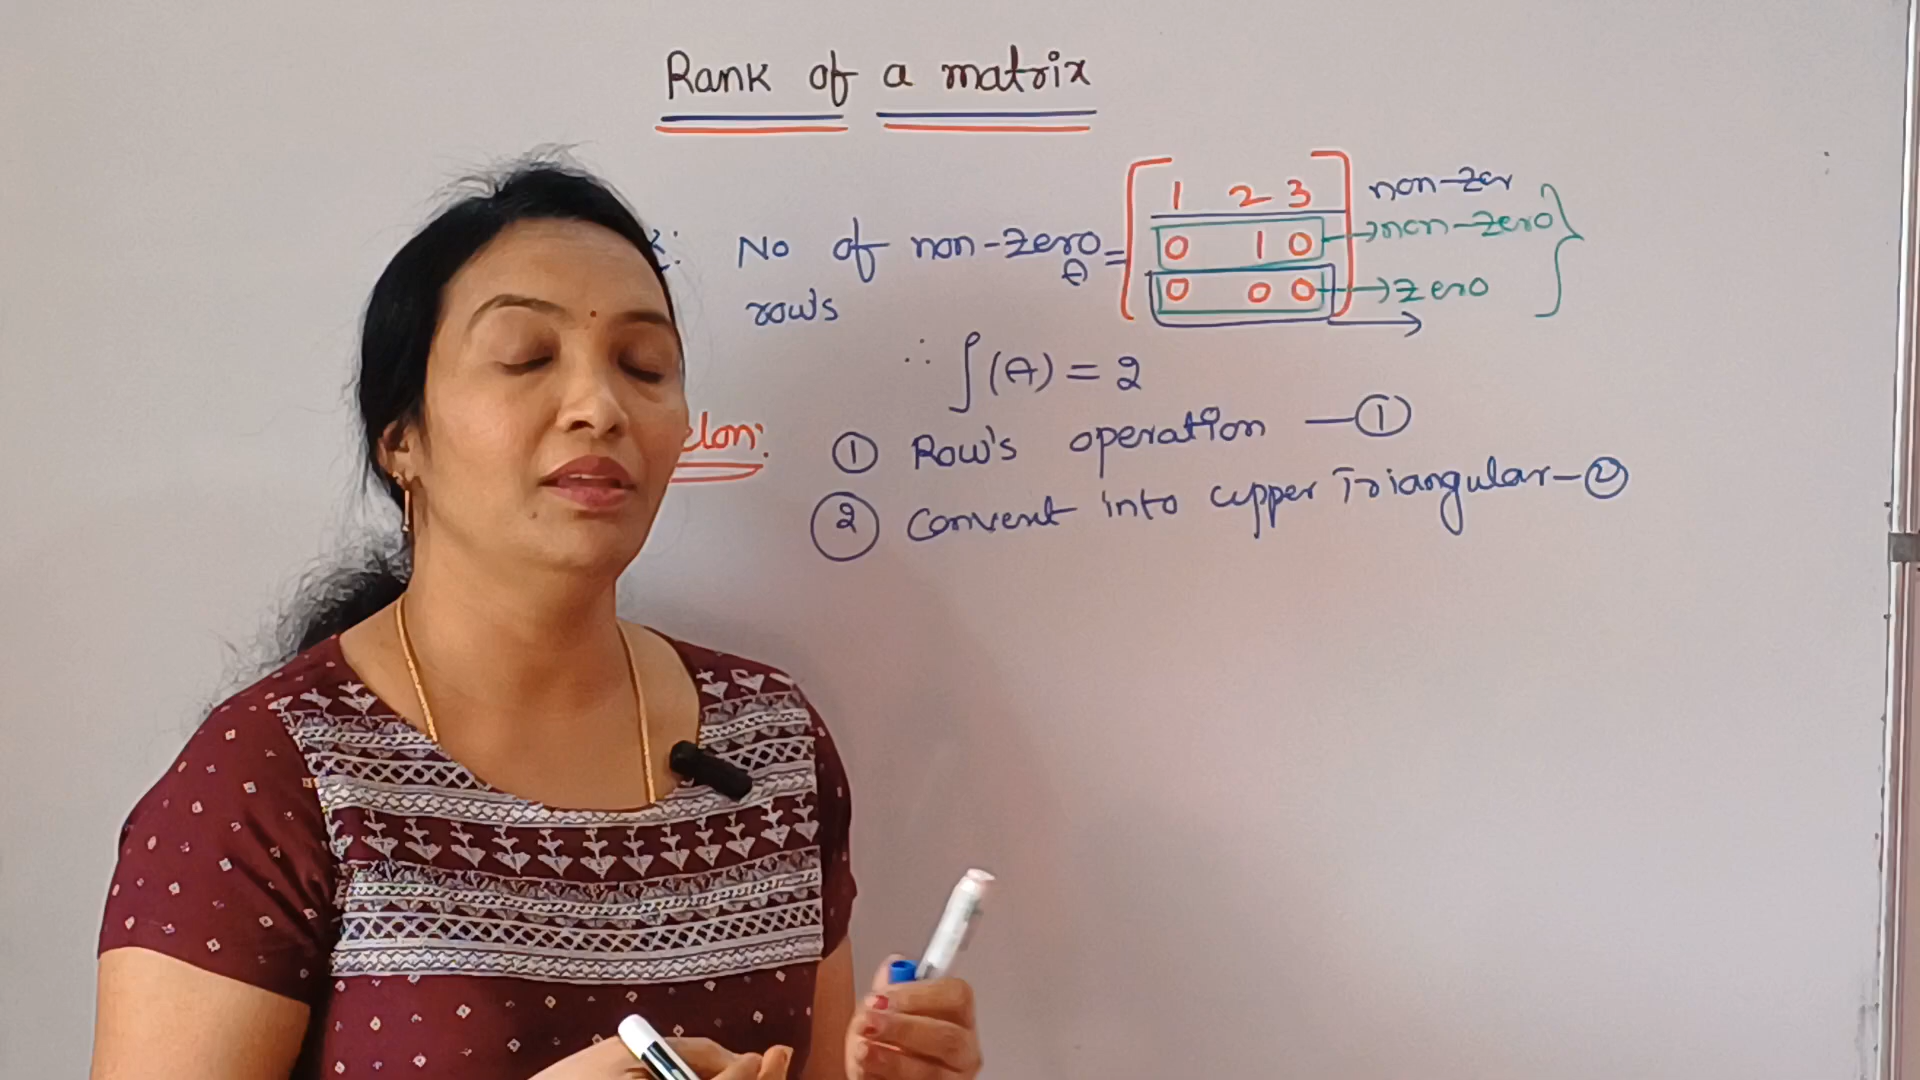 Rank of a matrix
: No of non-zero
row's
A = [ 1 2 3 non-zer
0 1 0 → non-zero
0 0 0 → zero
∴ ∫(A) = 2
elon:
① Row's operation — ①
② convert into upper Triangular - ②